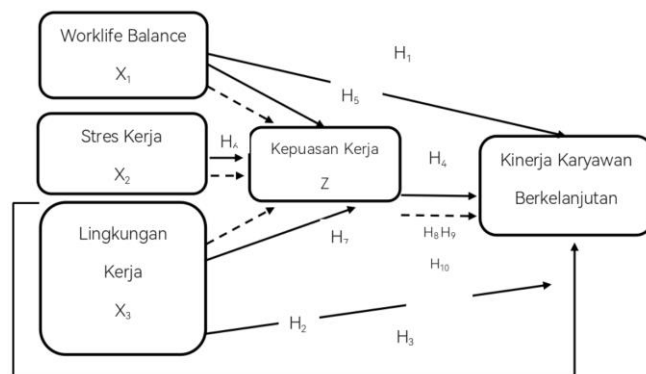 Worklife Balance
X₁
H₁
H₅
Stres Kerja
X₂
H₆
Kepuasan Kerja
Z
H₄
Kinerja Karyawan
Berkelanjutan
Lingkungan
Kerja
X₃
H₇
H₈ H₉
H₁₀
H₂
H₃